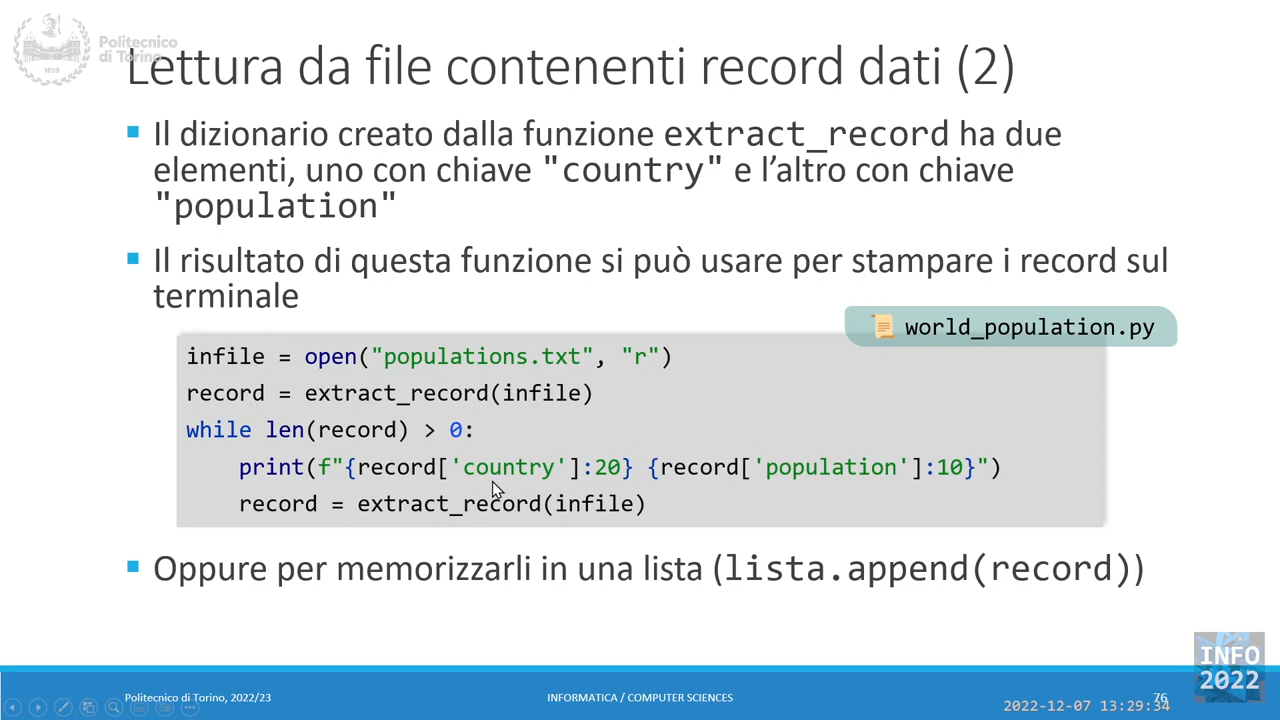 Politecnico
di Torino
1859
Lettura da file contenenti record dati (2)
Il dizionario creato dalla funzione extract_record ha due
elementi, uno con chiave "country" e l’altro con chiave
"population"
Il risultato di questa funzione si può usare per stampare i record sul
terminale
world_population.py
infile = open("populations.txt", "r")
record = extract_record(infile)
while len(record) > 0:
    print(f"{record['country']:20} {record['population']:10}")
    record = extract_record(infile)
Oppure per memorizzarli in una lista (lista.append(record))
INFO
2022
Politecnico di Torino, 2022/23
INFORMATICA / COMPUTER SCIENCES
76
2022-12-07 13:29:34